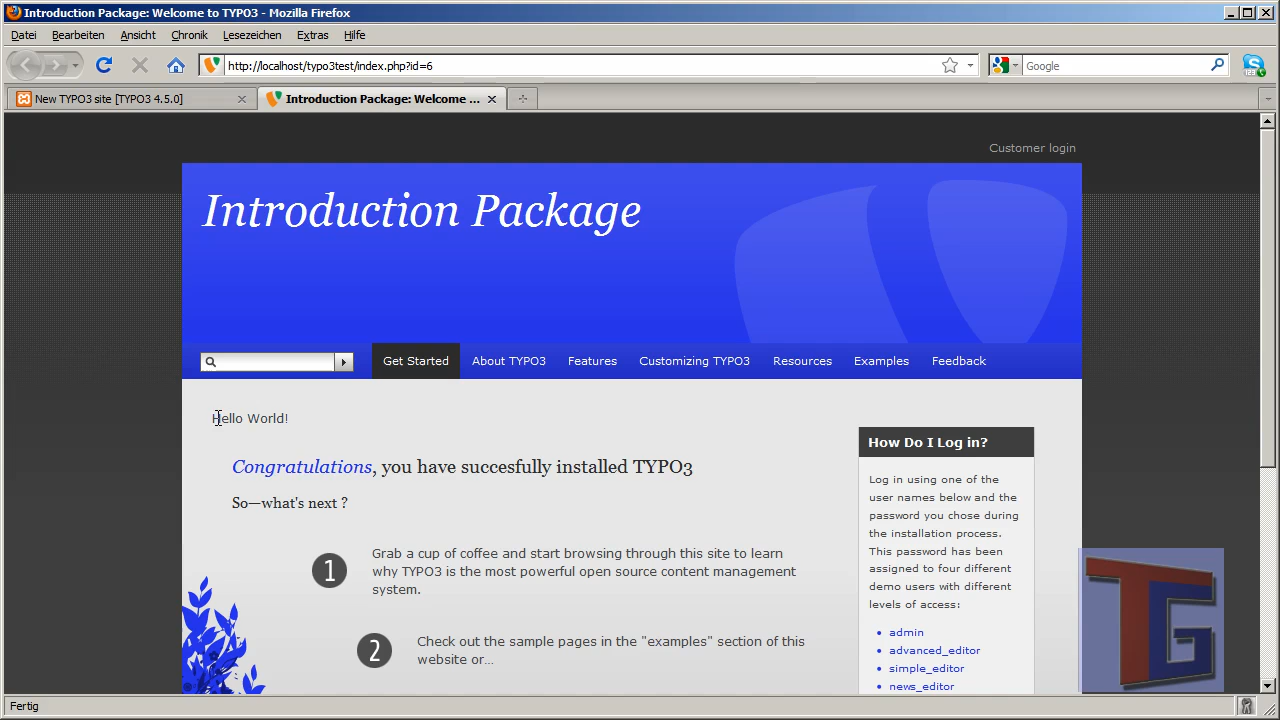 Introduction Package: Welcome to TYPO3 - Mozilla Firefox
Datei Bearbeiten Ansicht Chronik Lesezeichen Extras Hilfe
http://localhost/typo3test/index.php?id=6
Google
New TYPO3 site [TYPO3 4.5.0]
Introduction Package: Welcome ...
Customer login
Introduction Package
Get Started About TYPO3 Features Customizing TYPO3 Resources Examples Feedback
Hello World!
Congratulations, you have succesfully installed TYPO3
So—what's next ?
1
Grab a cup of coffee and start browsing through this site to learn
why TYPO3 is the most powerful open source content management
system.
2
Check out the sample pages in the "examples" section of this
website or...
How Do I Log in?
Log in using one of the
user names below and the
password you chose during
the installation process.
This password has been
assigned to four different
demo users with different
levels of access:
admin
advanced_editor
simple_editor
news_editor
TG
Fertig